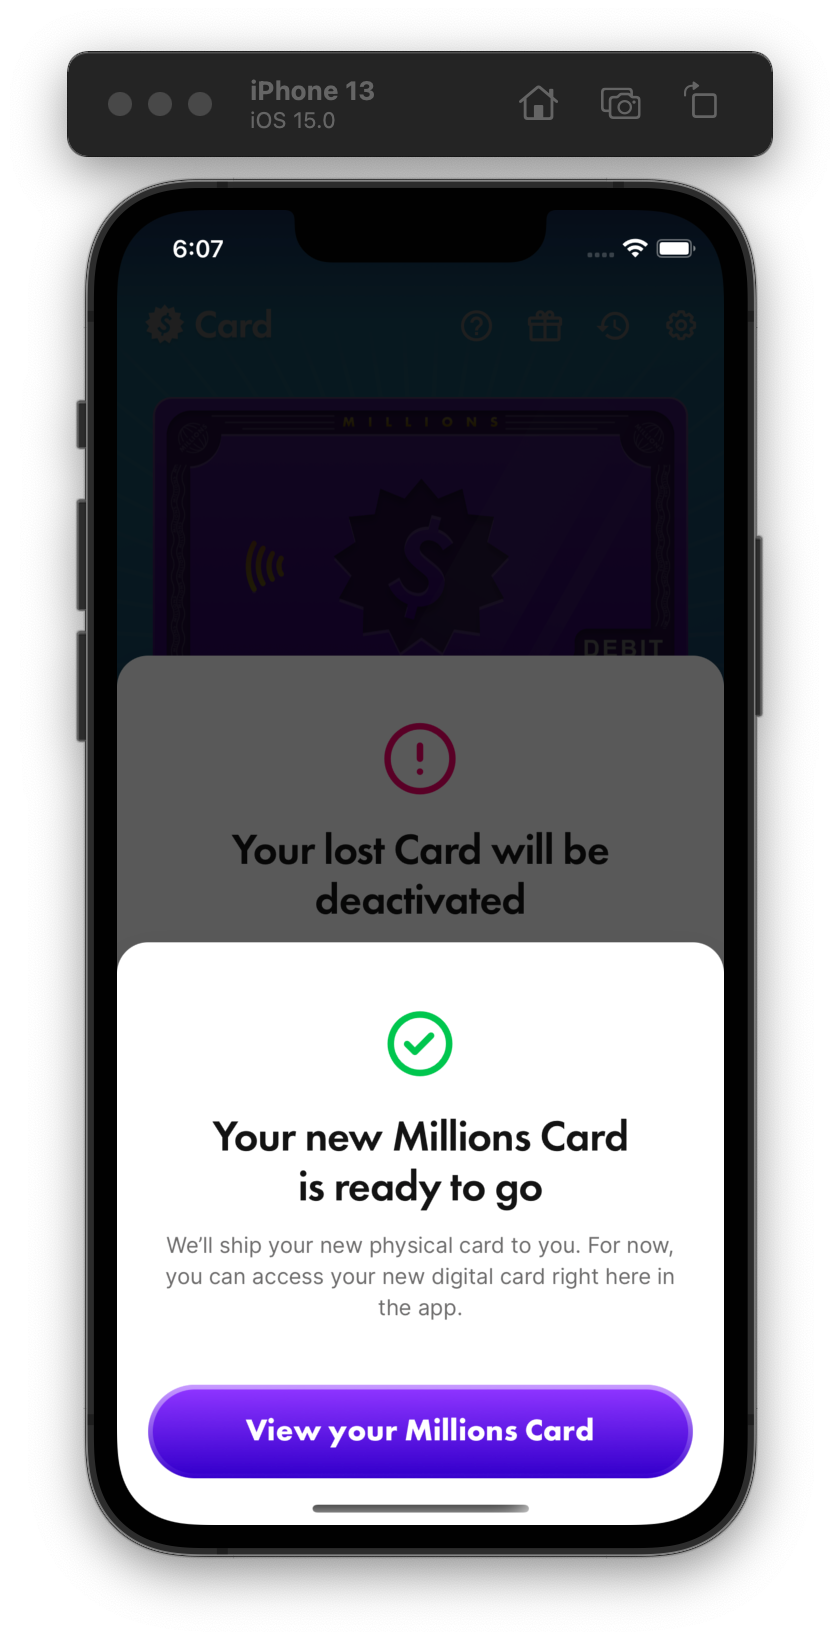 iPhone 13
iOS 15.0
6:07
Card
MILLIONS
DEBIT
Your lost Card will be
deactivated
Your new Millions Card
is ready to go
We’ll ship your new physical card to you. For now,
you can access your new digital card right here in
the app.
View your Millions Card